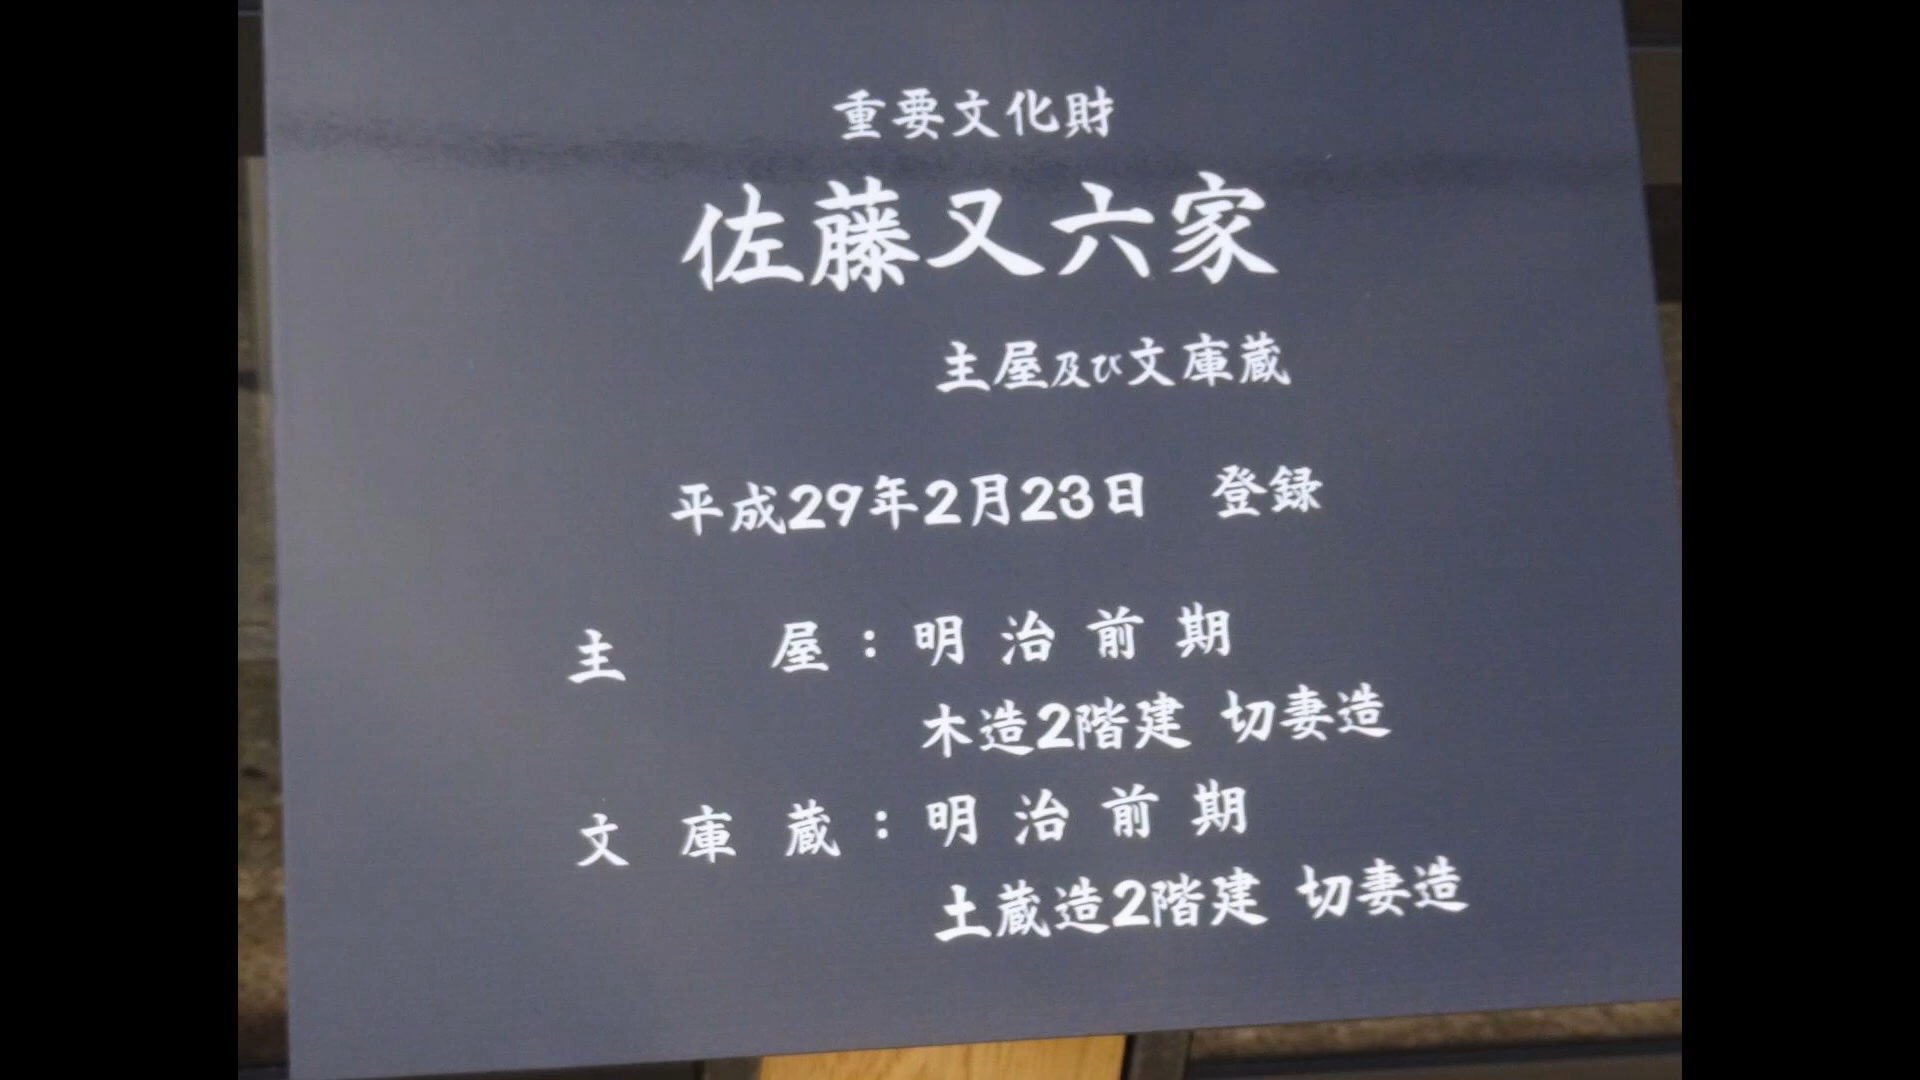 重要文化財
佐藤又六家
主屋及び文庫蔵
平成29年2月23日　登録
主　　屋：明治前期
木造2階建 切妻造
文庫蔵：明治前期
土蔵造2階建 切妻造